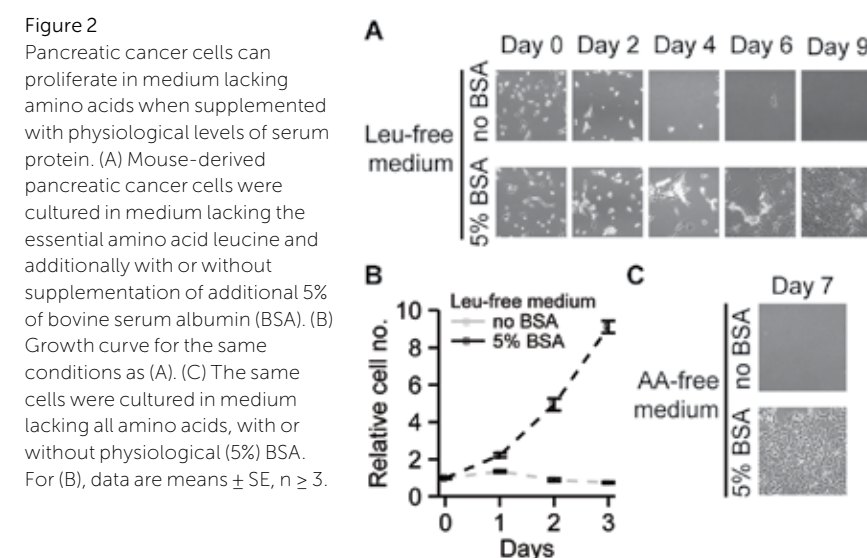 Figure 2
Pancreatic cancer cells can
proliferate in medium lacking
amino acids when supplemented
with physiological levels of serum
protein. (A) Mouse-derived
pancreatic cancer cells were
cultured in medium lacking the
essential amino acid leucine and
additionally with or without
supplementation of additional 5%
of bovine serum albumin (BSA). (B)
Growth curve for the same
conditions as (A). (C) The same
cells were cultured in medium
lacking all amino acids, with or
without physiological (5%) BSA.
For (B), data are means ± SE, n ≥ 3.
A
Day 0 Day 2 Day 4 Day 6 Day 9
Leu-free
medium
no BSA
5% BSA
B
Leu-free medium
no BSA
5% BSA
Relative cell no.
10
8
6
4
2
0
0 1 2 3
Days
C
Day 7
AA-free
medium
no BSA
5% BSA